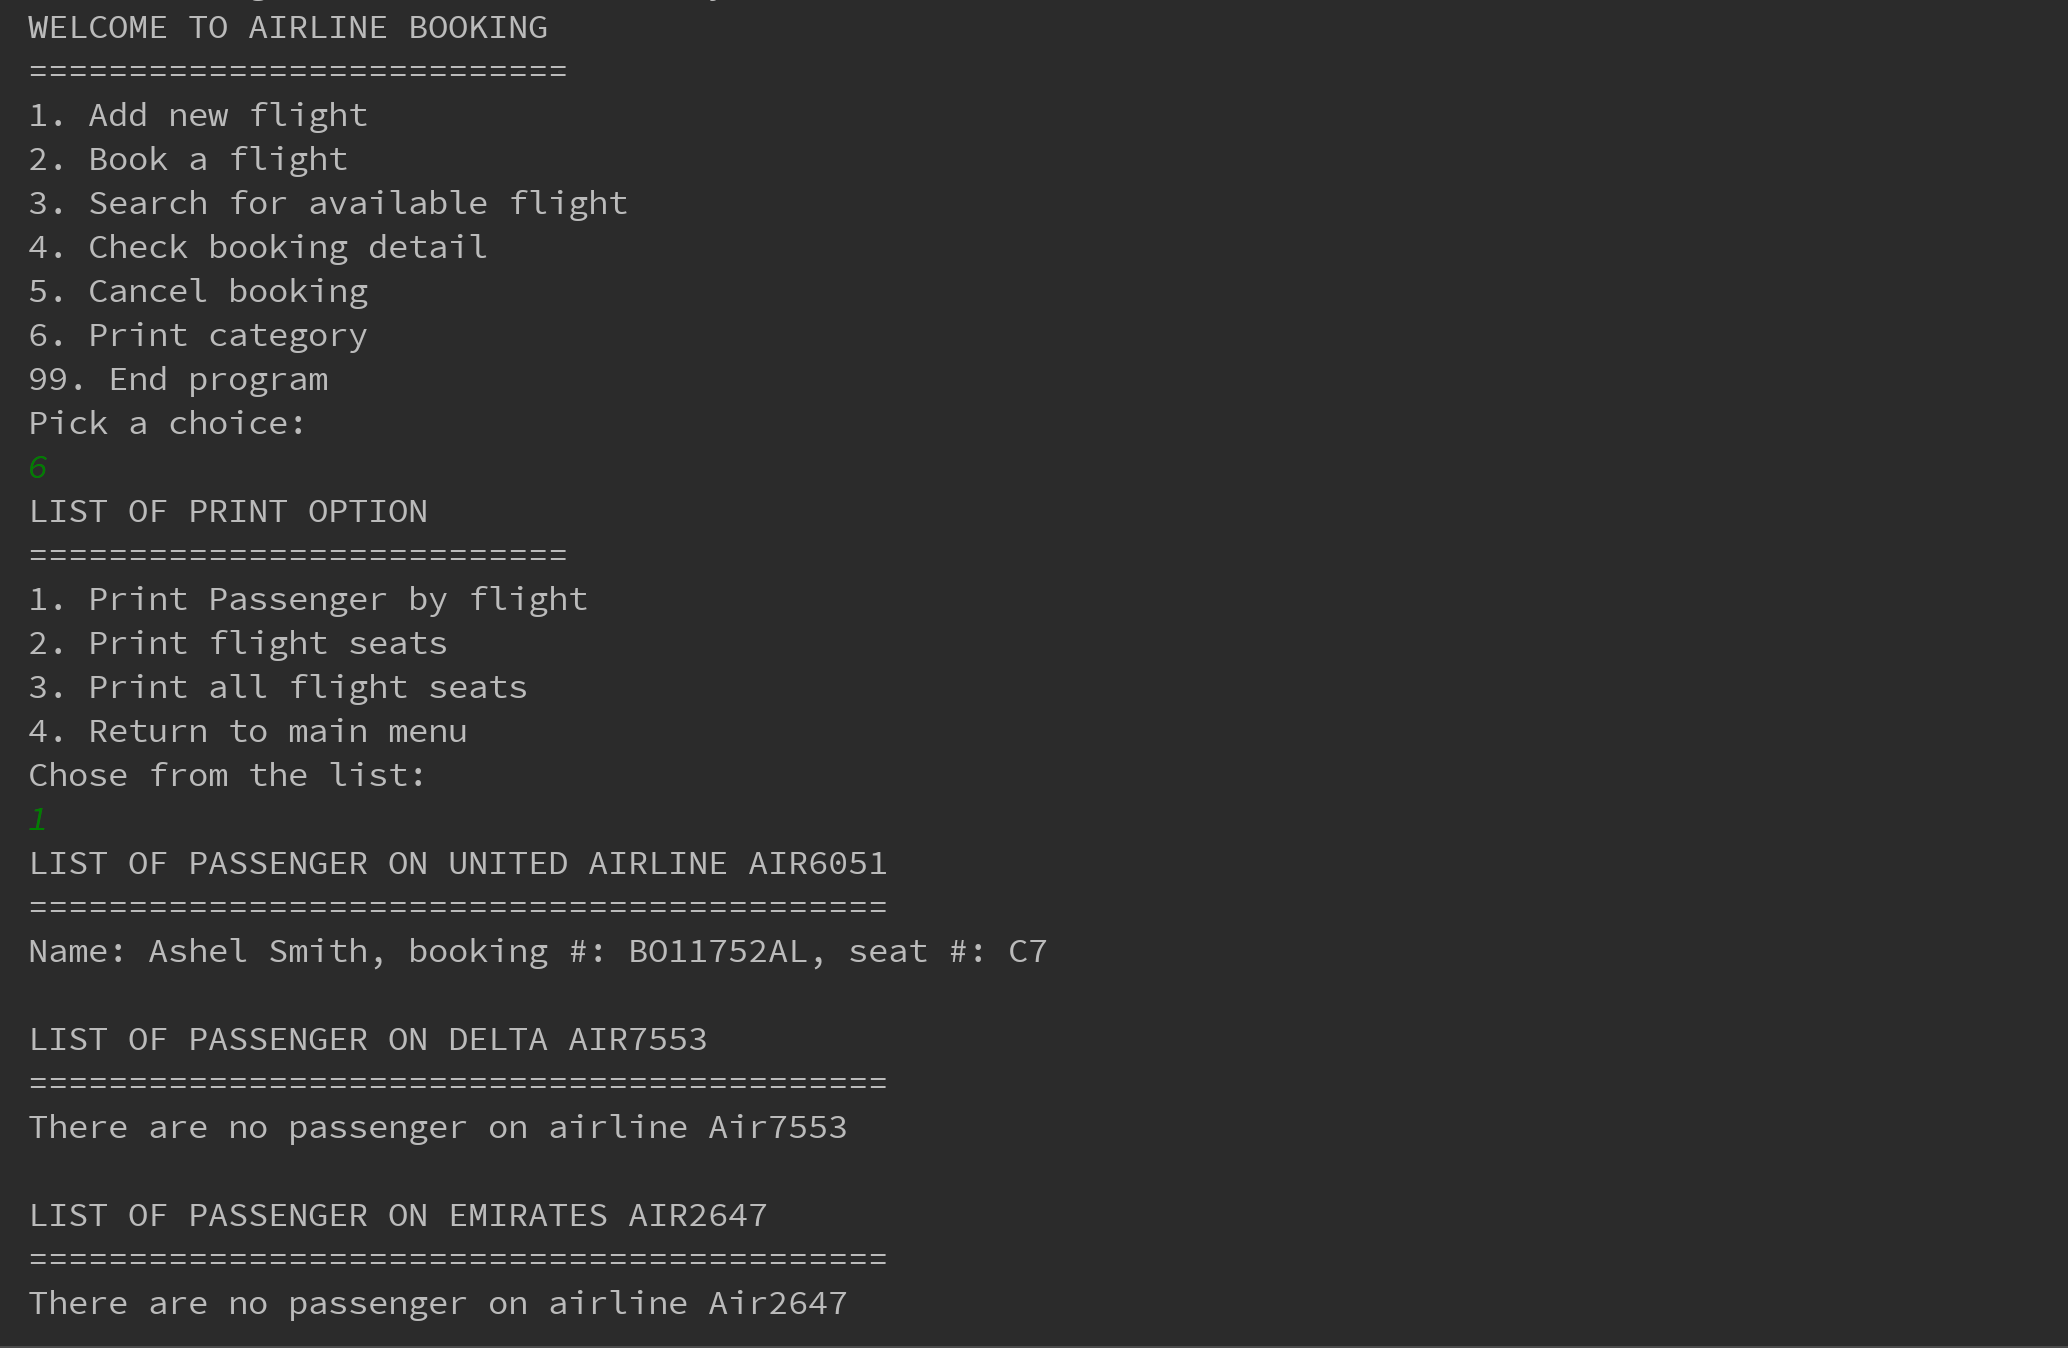 WELCOME TO AIRLINE BOOKING
===========================
1. Add new flight
2. Book a flight
3. Search for available flight
4. Check booking detail
5. Cancel booking
6. Print category
99. End program
Pick a choice:
6
LIST OF PRINT OPTION
===========================
1. Print Passenger by flight
2. Print flight seats
3. Print all flight seats
4. Return to main menu
Chose from the list:
1
LIST OF PASSENGER ON UNITED AIRLINE AIR6051
===========================================
Name: Ashel Smith, booking #: BO11752AL, seat #: C7

LIST OF PASSENGER ON DELTA AIR7553
===========================================
There are no passenger on airline Air7553

LIST OF PASSENGER ON EMIRATES AIR2647
===========================================
There are no passenger on airline Air2647